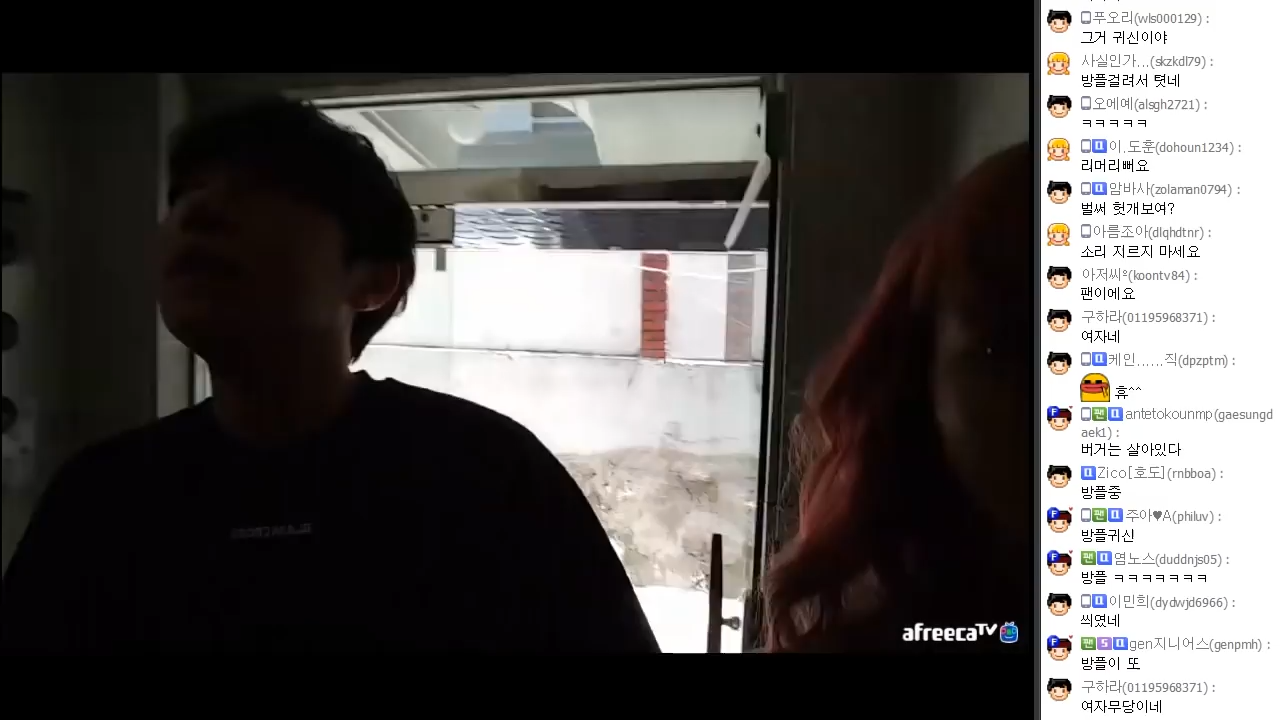 afreecaTV
푸오리(wls000129) :
그거 귀신이야
사실인가...(skzkdl79) :
방플걸려서 텻네
오에예(alsgh2721) :
ㅋㅋㅋㅋㅋ
이.도훈(dohoun1234) :
리머리뻐요
암바사(zolaman0794) :
벌써 헛개보여?
아름조아(dlqhdtnr) :
소리 지르지 마세요
아저씨ˢ(koontv84) :
팬이에요
구하라(01195968371) :
여자네
케인......직(dpzptm) :
휴^^
팬 antetokounmp(gaesungd
aek1) :
버거는 살아있다
Zico[호도](rnbboa) :
방플중
팬 주아♥A(philuv) :
방플귀신
팬 염노스(duddnjs05) :
방플 ㅋㅋㅋㅋㅋㅋㅋ
이민희(dydwjd6966) :
씌였네
팬 S gen지니어스(genpmh) :
방플이 또
구하라(01195968371) :
여자무당이네